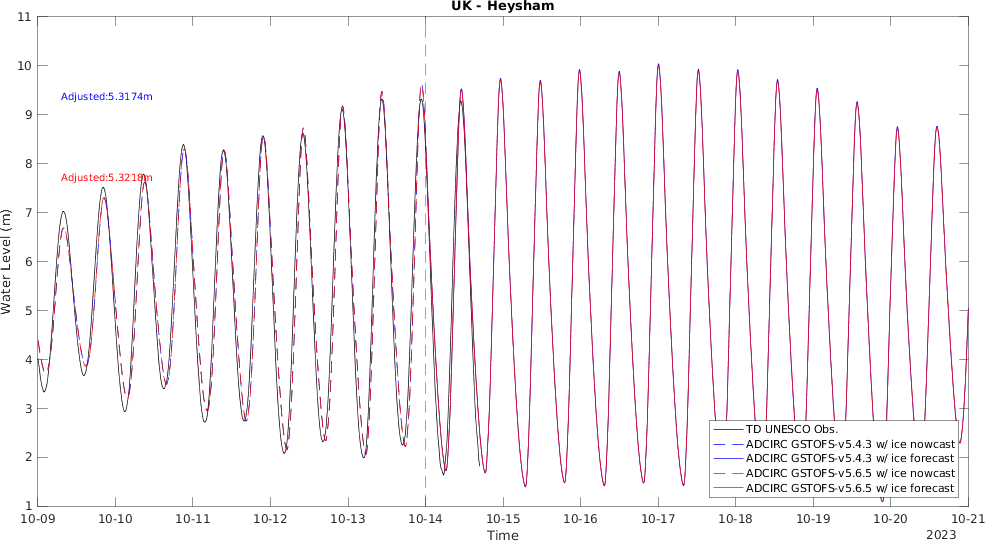 UK - Heysham
11
10
9
8
7
6
5
4
3
2
1
Water Level (m)
Adjusted:5.3174m
Adjusted:5.3218m
TD UNESCO Obs.
ADCIRC GSTOFS-v5.4.3 w/ ice nowcast
ADCIRC GSTOFS-v5.4.3 w/ ice forecast
ADCIRC GSTOFS-v5.6.5 w/ ice nowcast
ADCIRC GSTOFS-v5.6.5 w/ ice forecast
10-09 10-10 10-11 10-12 10-13 10-14 10-15 10-16 10-17 10-18 10-19 10-20 10-21
Time
2023